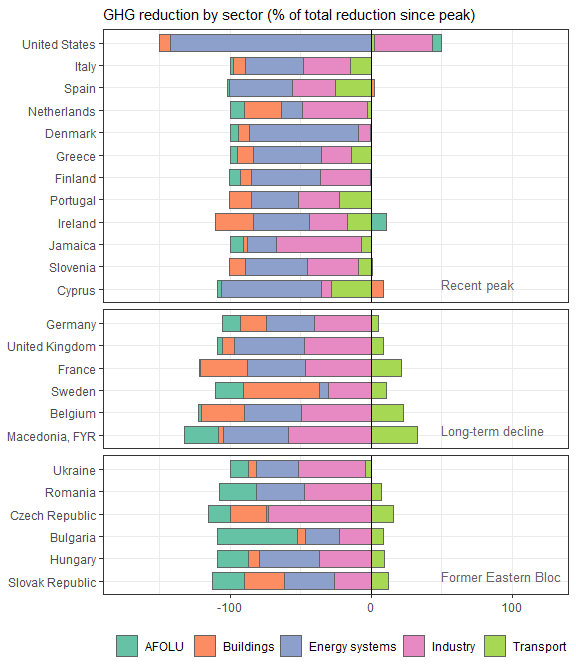 GHG reduction by sector (% of total reduction since peak)
United States
Italy
Spain
Netherlands
Denmark
Greece
Finland
Portugal
Ireland
Jamaica
Slovenia
Cyprus
Recent peak
Germany
United Kingdom
France
Sweden
Belgium
Macedonia, FYR
Long-term decline
Ukraine
Romania
Czech Republic
Bulgaria
Hungary
Slovak Republic
Former Eastern Bloc
-100 0 100
AFOLU Buildings Energy systems Industry Transport